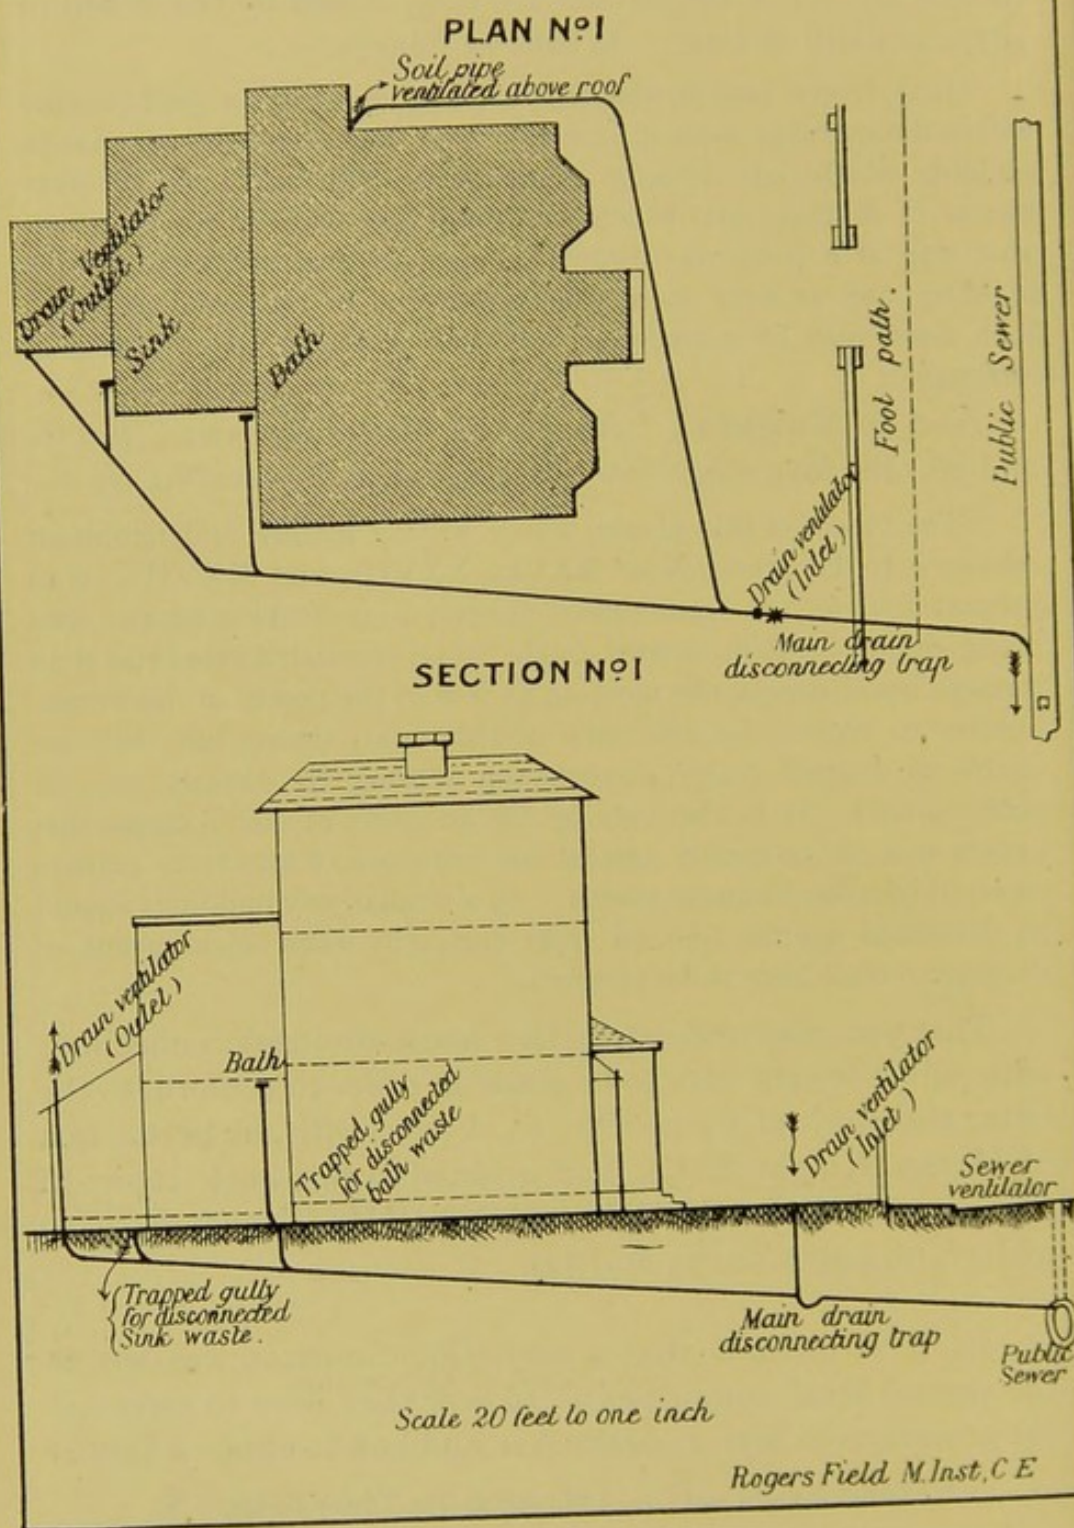 PLAN Nº1
Soil pipe
ventilated above roof
Drain Ventilator
(Outlet)
Sink
Bath
Foot path.
Public Sewer
Drain ventilator
(Inlet)
Main drain
disconnecting trap
SECTION Nº1
Drain ventilator
(Outlet)
Bath
Trapped gully
for disconnected
bath waste
Drain ventilator
(Inlet)
Sewer
ventilator
Trapped gully
for disconnected
Sink waste.
Main drain
disconnecting trap
Public
Sewer
Scale 20 feet to one inch
Rogers Field M.Inst.C E